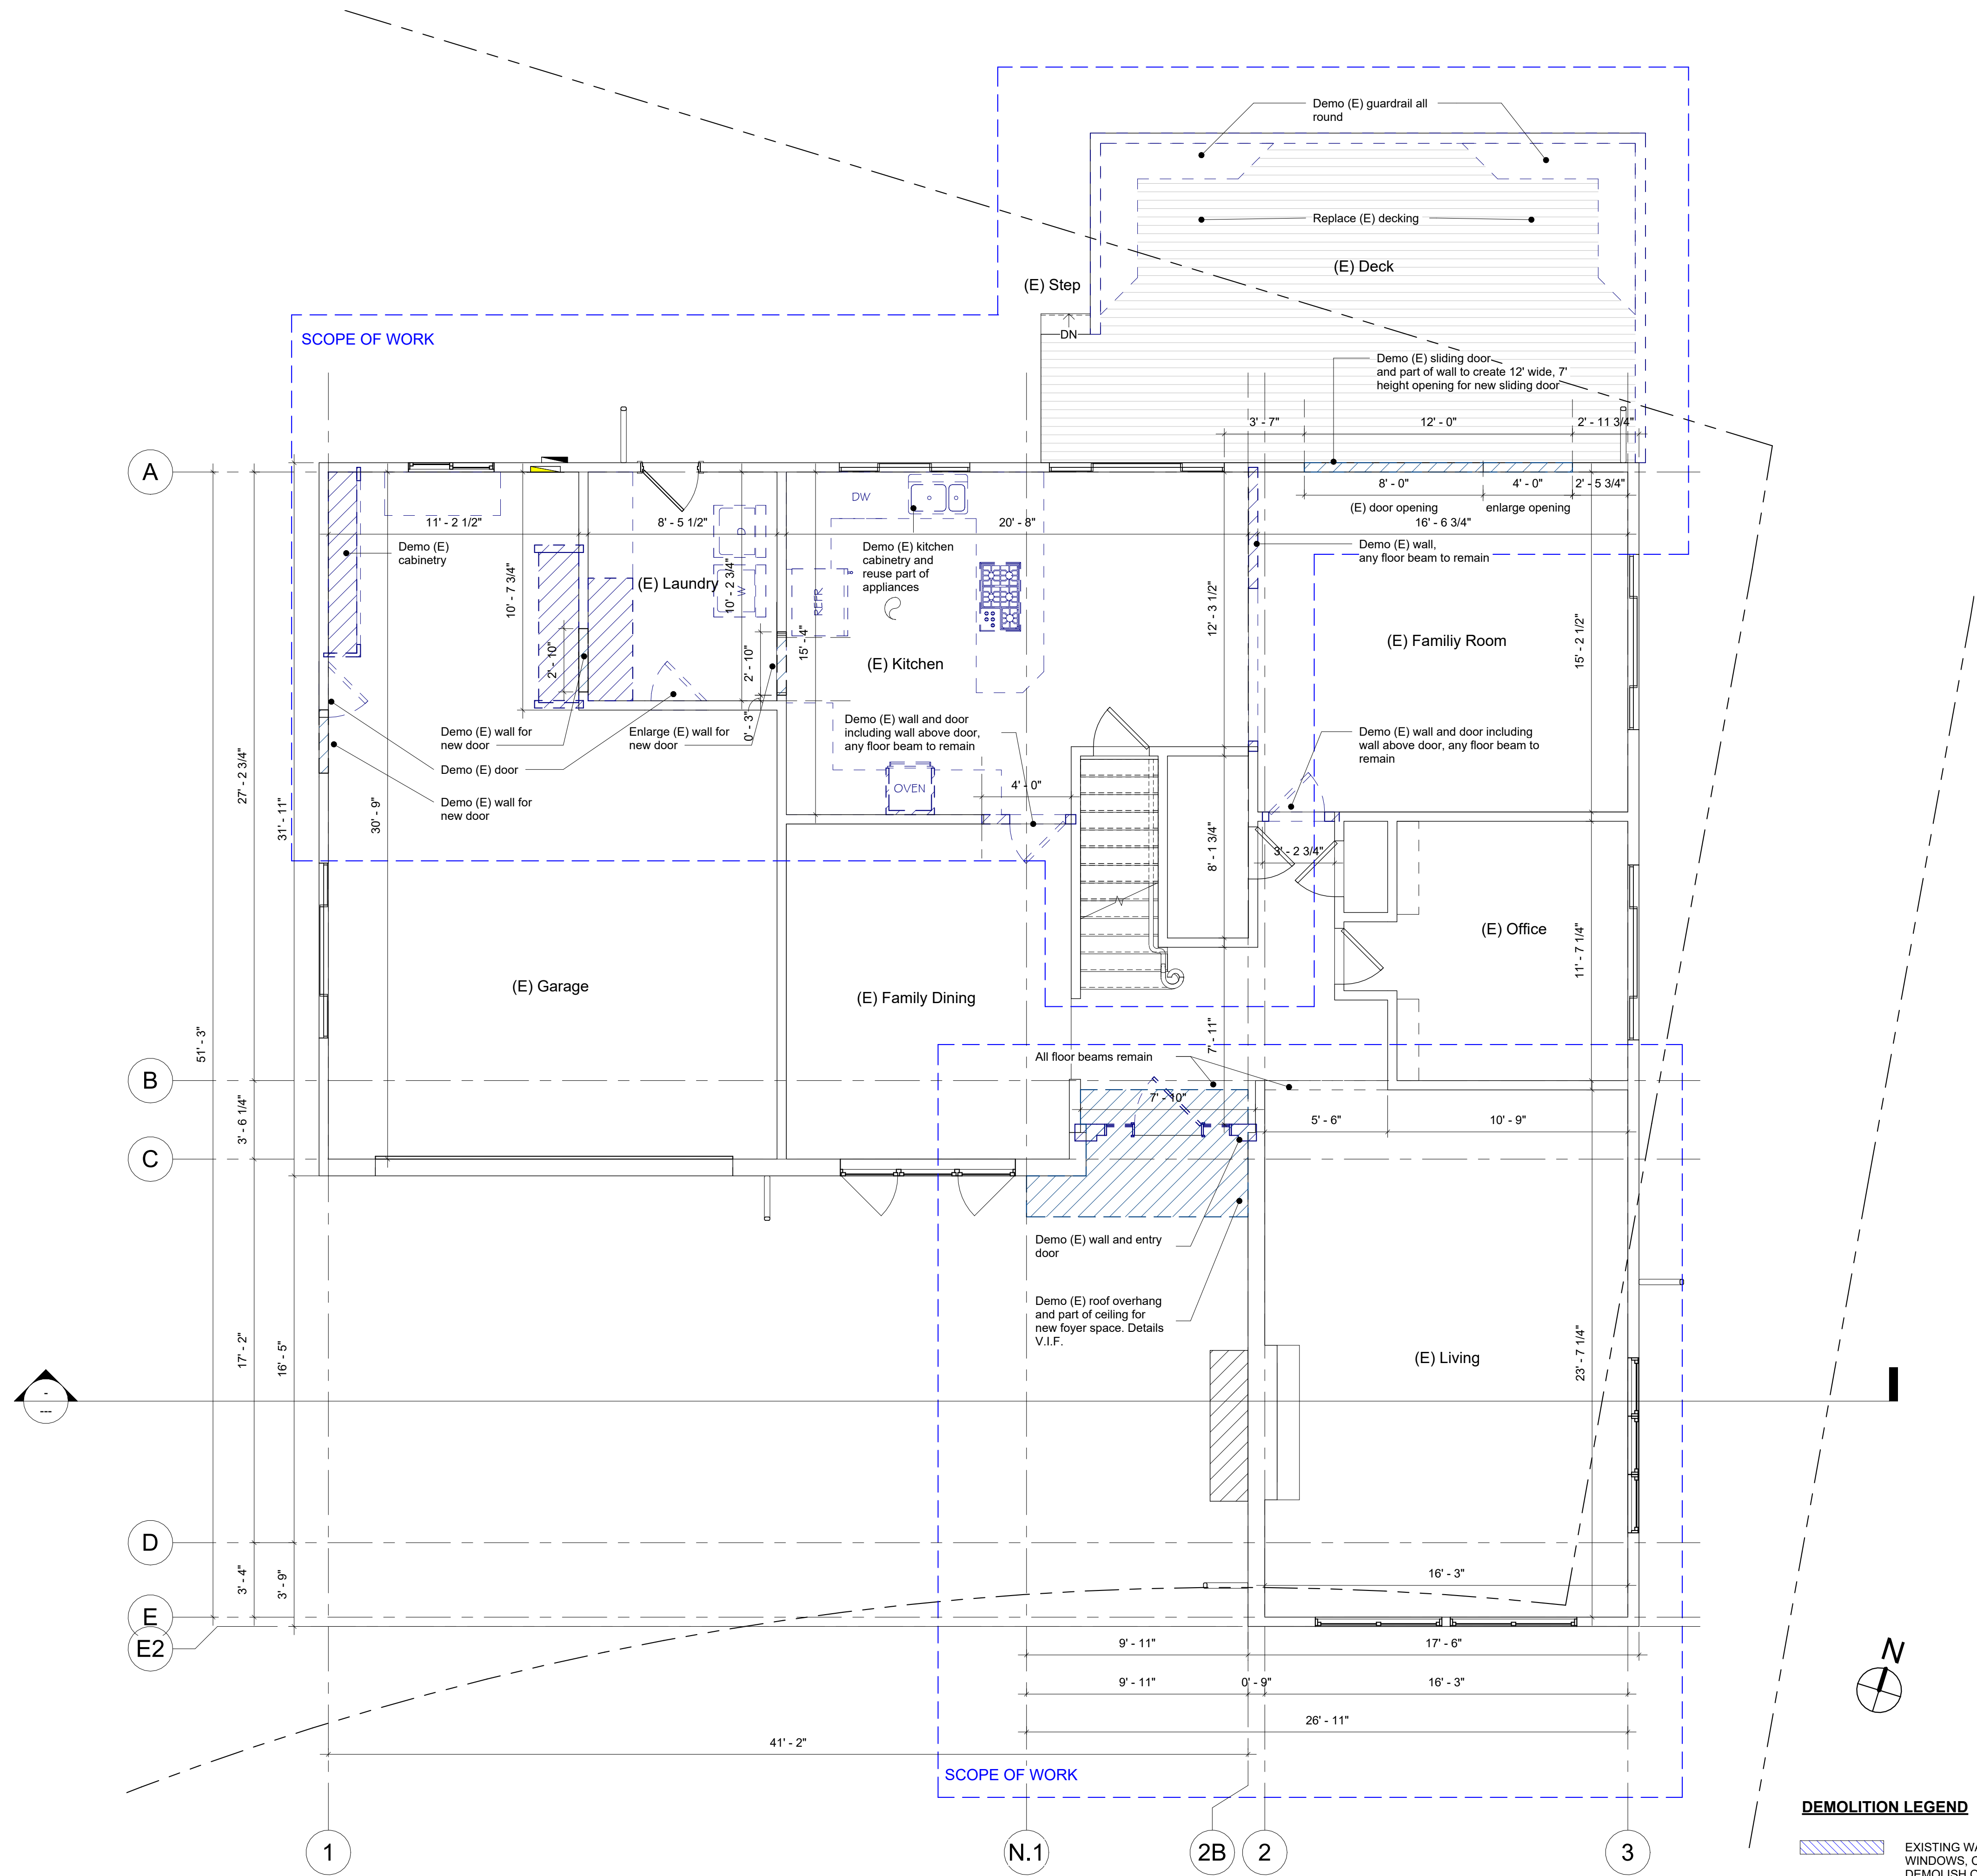 Demo (E) guardrail all
round
Replace (E) decking
(E) Deck
(E) Step
DN
SCOPE OF WORK
Demo (E) sliding door
and part of wall to create 12' wide, 7'
height opening for new sliding door
3' - 7"
12' - 0"
2' - 11 3/4"
A
8' - 0"
4' - 0"
2' - 5 3/4"
(E) door opening
enlarge opening
DW
11' - 2 1/2"
8' - 5 1/2"
20' - 8"
16' - 6 3/4"
D
Demo (E)
cabinetry
Demo (E) kitchen
cabinetry and
reuse part of
appliances
Demo (E) wall,
any floor beam to remain
(E) Laundry
W
REFR
10' - 7 3/4"
10' - 2 3/4"
12' - 3 1/2"
15' - 2 1/2"
(E) Familiy Room
2' - 10"
2' - 10"
15' - 4"
(E) Kitchen
0' - 3"
Demo (E) wall for
new door
Enlarge (E) wall for
new door
Demo (E) wall and door
including wall above door,
any floor beam to remain
Demo (E) wall and door including
wall above door, any floor beam to
remain
Demo (E) door
Demo (E) wall for
new door
OVEN
4' - 0"
27' - 2 3/4"
31' - 11"
30' - 9"
8' - 1 3/4"
3' - 2 3/4"
(E) Office
11' - 7 1/4"
(E) Garage
(E) Family Dining
51' - 3"
7' - 11"
All floor beams remain
B
7' - 10"
3' - 6 1/4"
5' - 6"
10' - 9"
C
Demo (E) wall and entry
door
Demo (E) roof overhang
and part of ceiling for
new foyer space. Details
V.I.F.
17' - 2"
16' - 5"
(E) Living
23' - 7 1/4"
-
---
D
3' - 4"
3' - 9"
16' - 3"
E
E2
9' - 11"
17' - 6"
N
9' - 11"
0' - 9"
16' - 3"
26' - 11"
41' - 2"
SCOPE OF WORK
DEMOLITION LEGEND
1
N.1
2B
2
3
EXISTING WA
WINDOWS, C
DEMOLISH O